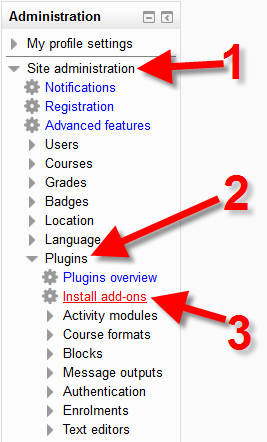 Administration
My profile settings
Site administration
1
Notifications
Registration
Advanced features
Users
Courses
Grades
Badges
Location
Language
Plugins
2
Plugins overview
Install add-ons
3
Activity modules
Course formats
Blocks
Message outputs
Authentication
Enrolments
Text editors